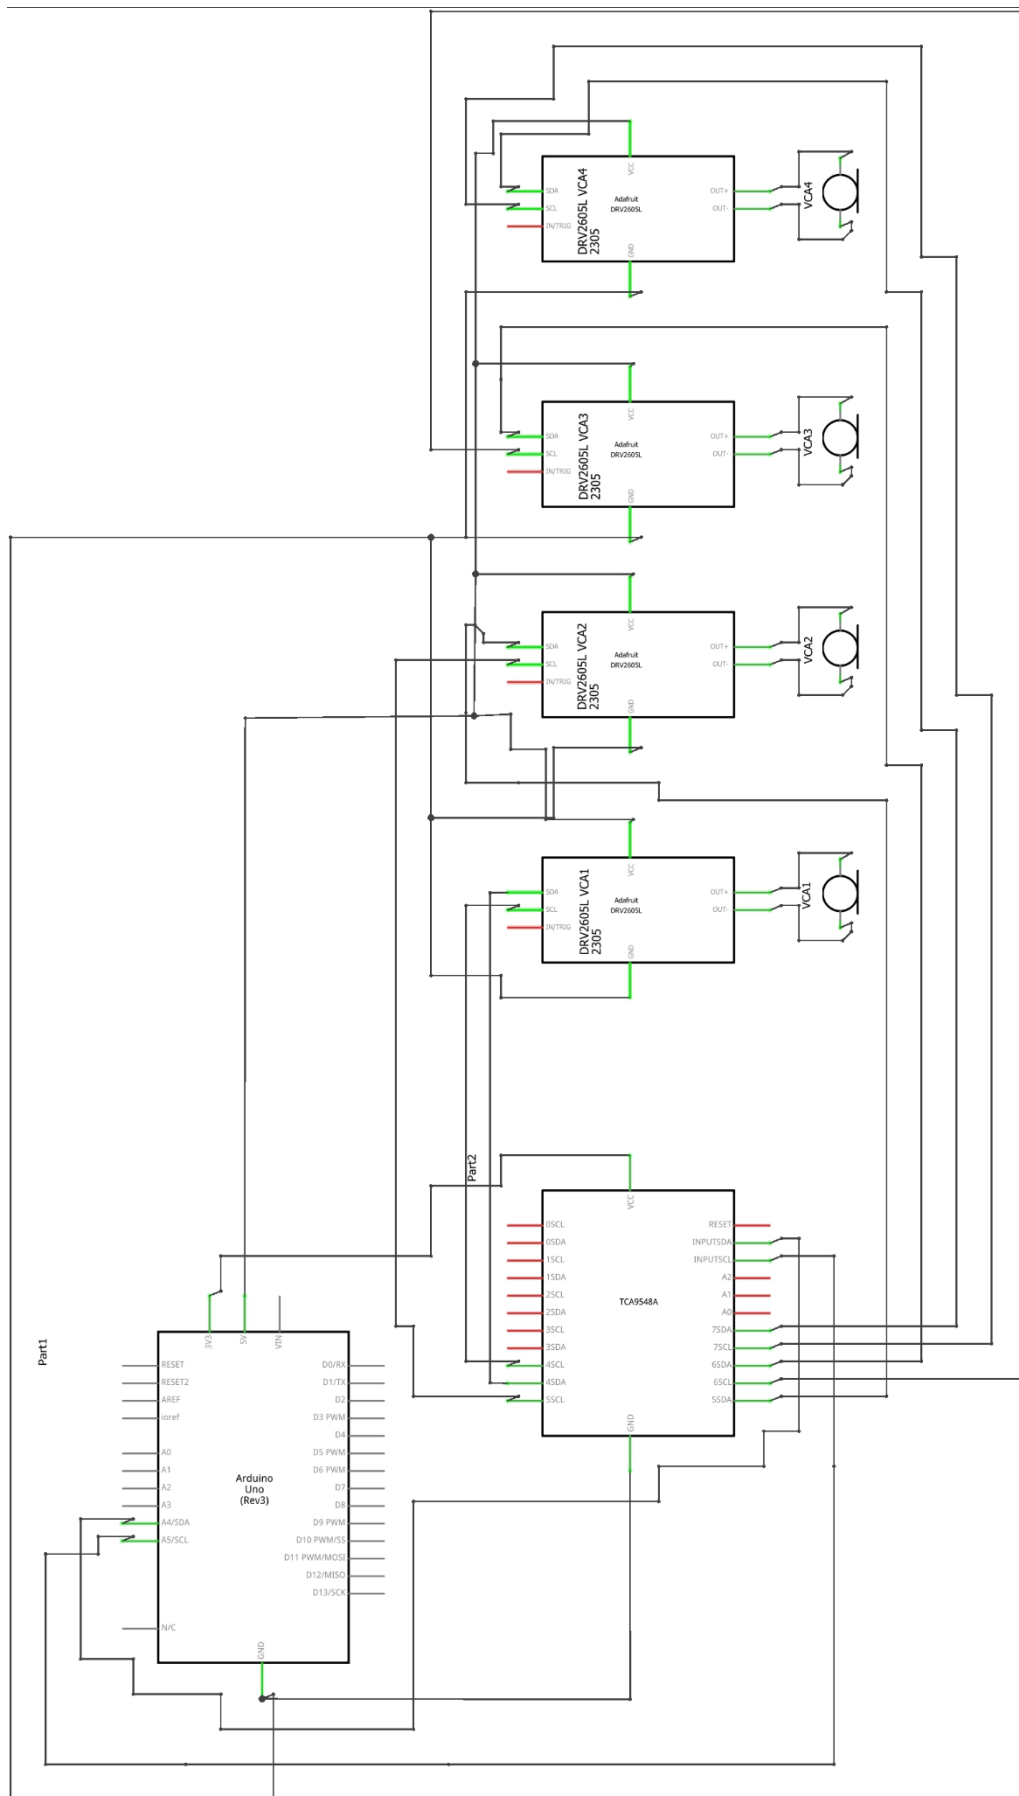 VCC
DRV2605L VCA4
2305
Adafruit
DRV2605L
SDA
SCL
IN/TRIG
OUT+
OUT-
GND
VCA4
VCC
DRV2605L VCA3
2305
Adafruit
DRV2605L
SDA
SCL
IN/TRIG
OUT+
OUT-
GND
VCA3
VCC
DRV2605L VCA2
2305
Adafruit
DRV2605L
SDA
SCL
IN/TRIG
OUT+
OUT-
GND
VCA2
VCC
DRV2605L VCA1
2305
Adafruit
DRV2605L
SDA
SCL
IN/TRIG
OUT+
OUT-
GND
VCA1
Part2
VCC
0SCL
0SDA
1SCL
1SDA
2SCL
2SDA
3SCL
3SDA
4SCL
4SDA
5SCL
TCA9548A
RESET
INPUTSDA
INPUTSCL
A2
A1
A0
7SDA
7SCL
6SDA
6SCL
5SDA
GND
Part1
3V3
5V
VIN
RESET
RESET2
AREF
ioref
A0
A1
A2
A3
A4/SDA
A5/SCL
N/C
Arduino
Uno
(Rev3)
D0/RX
D1/TX
D2
D3 PWM
D4
D5 PWM
D6 PWM
D7
D8
D9 PWM
D10 PWM/SS
D11 PWM/MOSI
D12/MISO
D13/SCK
GND